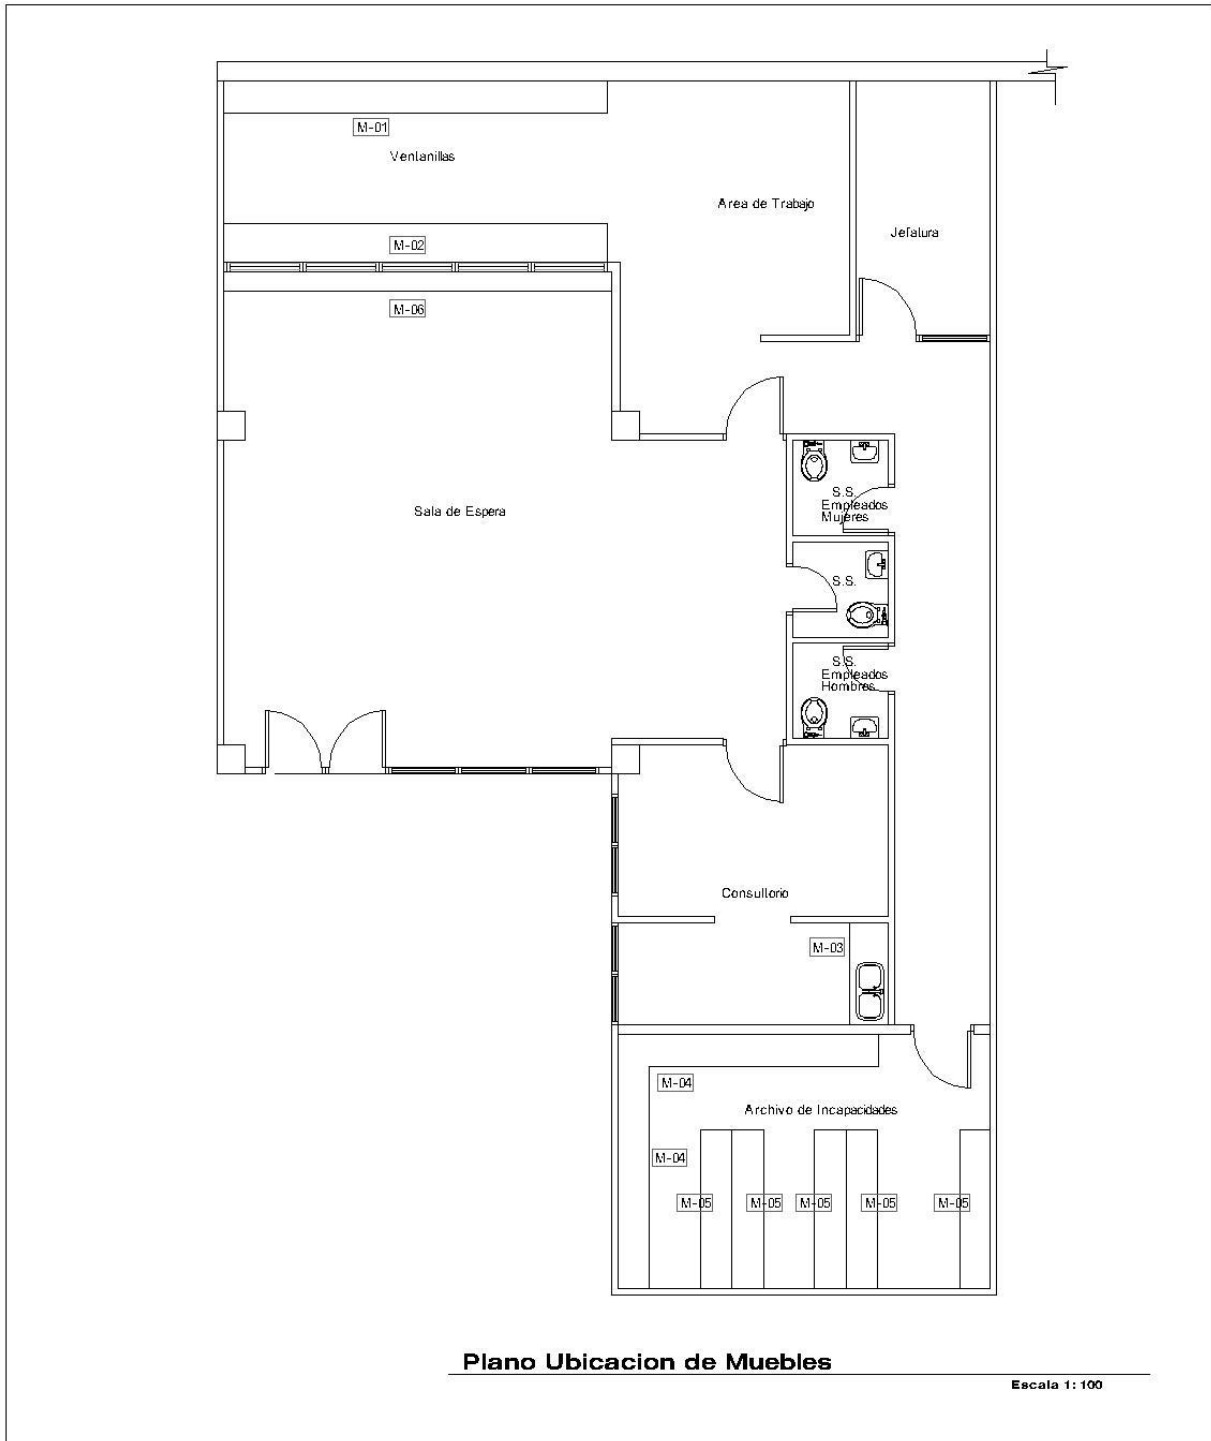 M-01
Ventanillas
Area de Trabajo
Jefatura
M-02
M-06
Sala de Espera
S.S.
Empleados
Mujeres
S.S.
S.S.
Empleados
Hombres
Consultorio
M-03
M-04
Archivo de Incapacidades
M-04
M-05 M-05 M-05 M-05 M-05
Plano Ubicacion de Muebles
Escala 1: 100